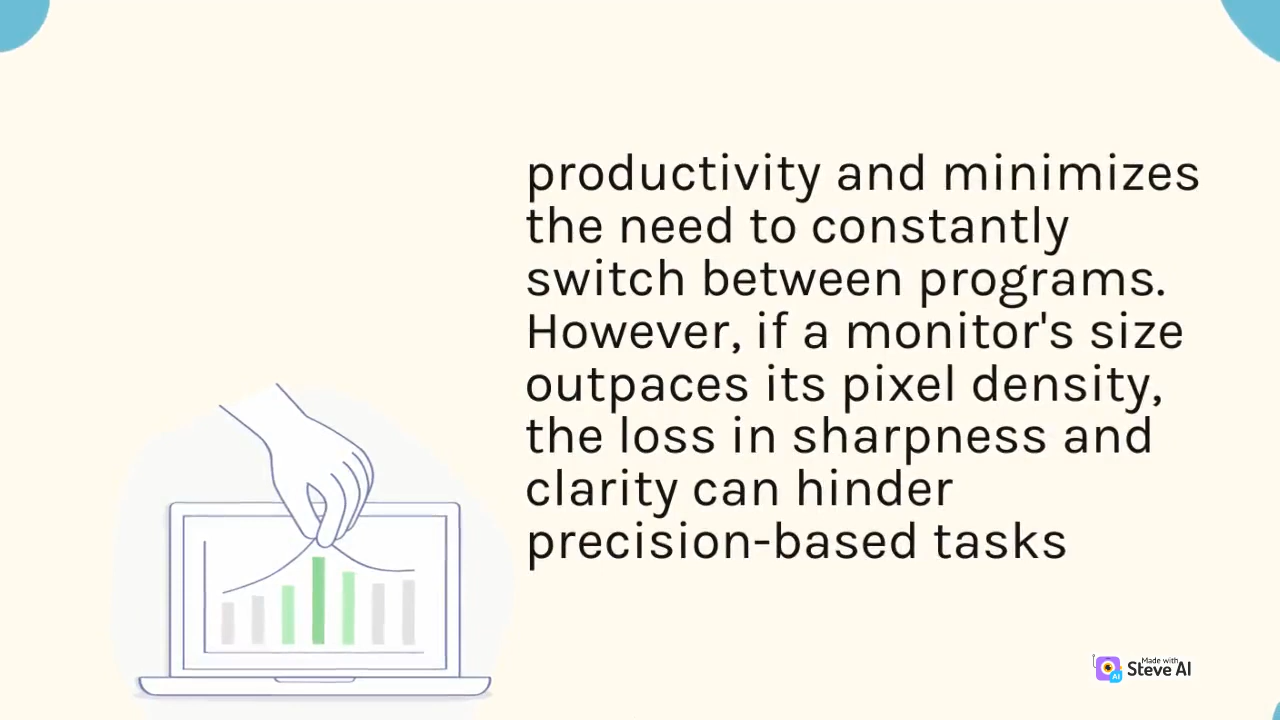 productivity and minimizes
the need to constantly
switch between programs.
However, if a monitor's size
outpaces its pixel density,
the loss in sharpness and
clarity can hinder
precision-based tasks
Made with
Steve AI
AI